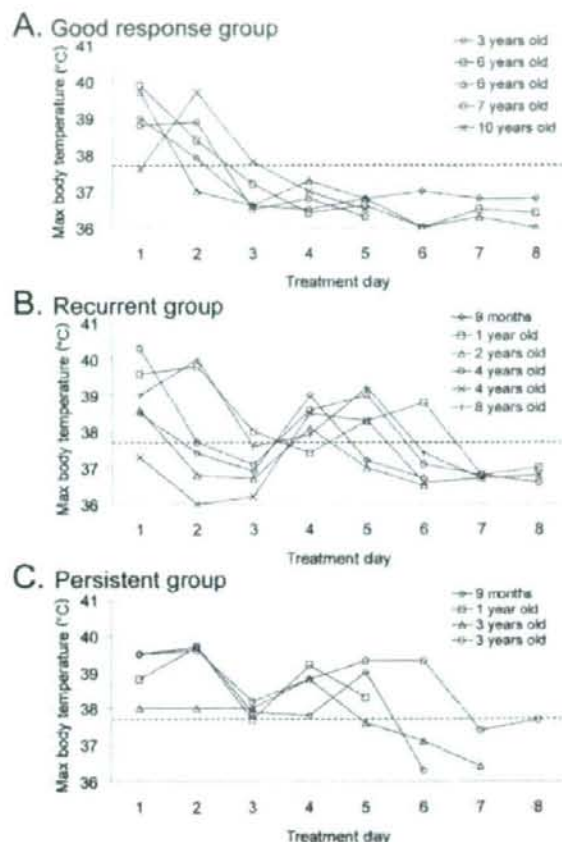 A. Good response group
Max body temperature (°C)
41
40
39
38
37
36
3 years old
6 years old
6 years old
7 years old
10 years old
1 2 3 4 5 6 7 8
Treatment day
B. Recurrent group
Max body temperature (°C)
41
40
39
38
37
36
9 months
1 year old
2 years old
4 years old
4 years old
8 years old
1 2 3 4 5 6 7 8
Treatment day
C. Persistent group
Max body temperature (°C)
41
40
39
38
37
36
9 months
1 year old
3 years old
3 years old
1 2 3 4 5 6 7 8
Treatment day